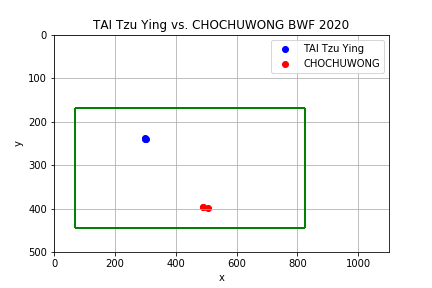 TAI Tzu Ying vs. CHOCHUWONG BWF 2020
TAI Tzu Ying
CHOCHUWONG
0
100
200
300
400
500
y
0 200 400 600 800 1000
x